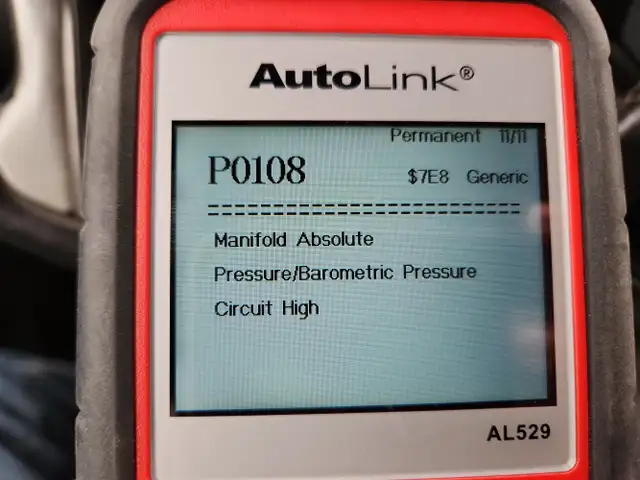 AutoLink®
Permanent 11/11
P0108 $7E8 Generic
==============================
Manifold Absolute
Pressure/Barometric Pressure
Circuit High
AL529